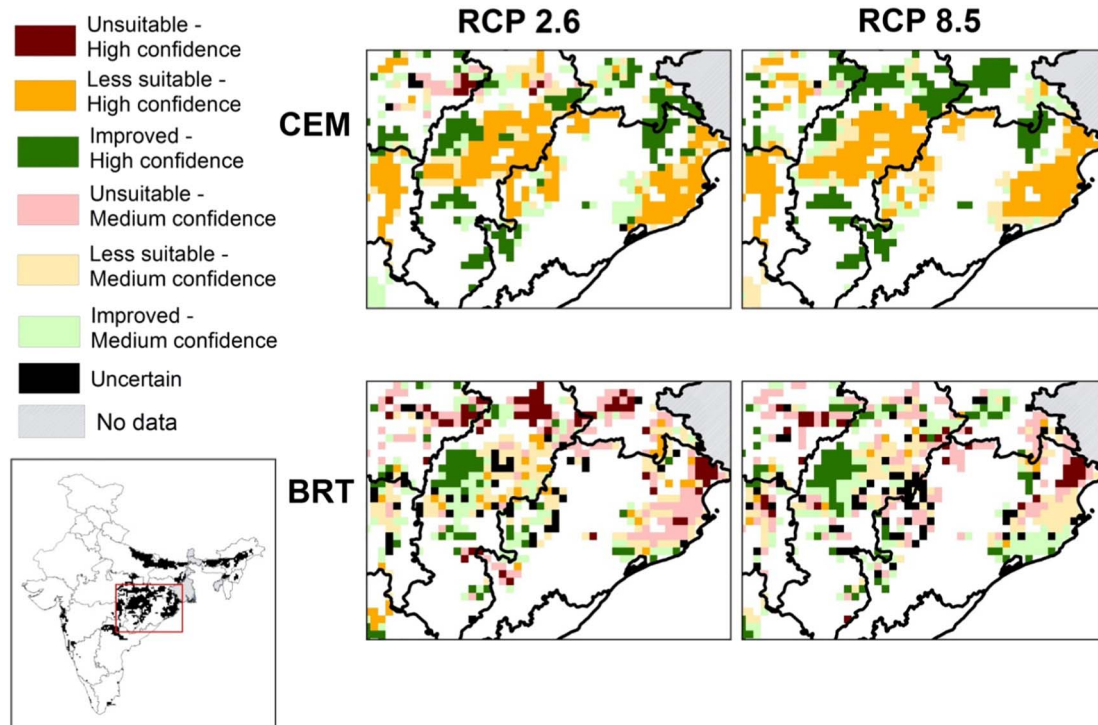 RCP 2.6
RCP 8.5
Unsuitable -
High confidence
Less suitable -
High confidence
Improved -
High confidence
Unsuitable -
Medium confidence
Less suitable -
Medium confidence
Improved -
Medium confidence
Uncertain
No data
CEM
BRT